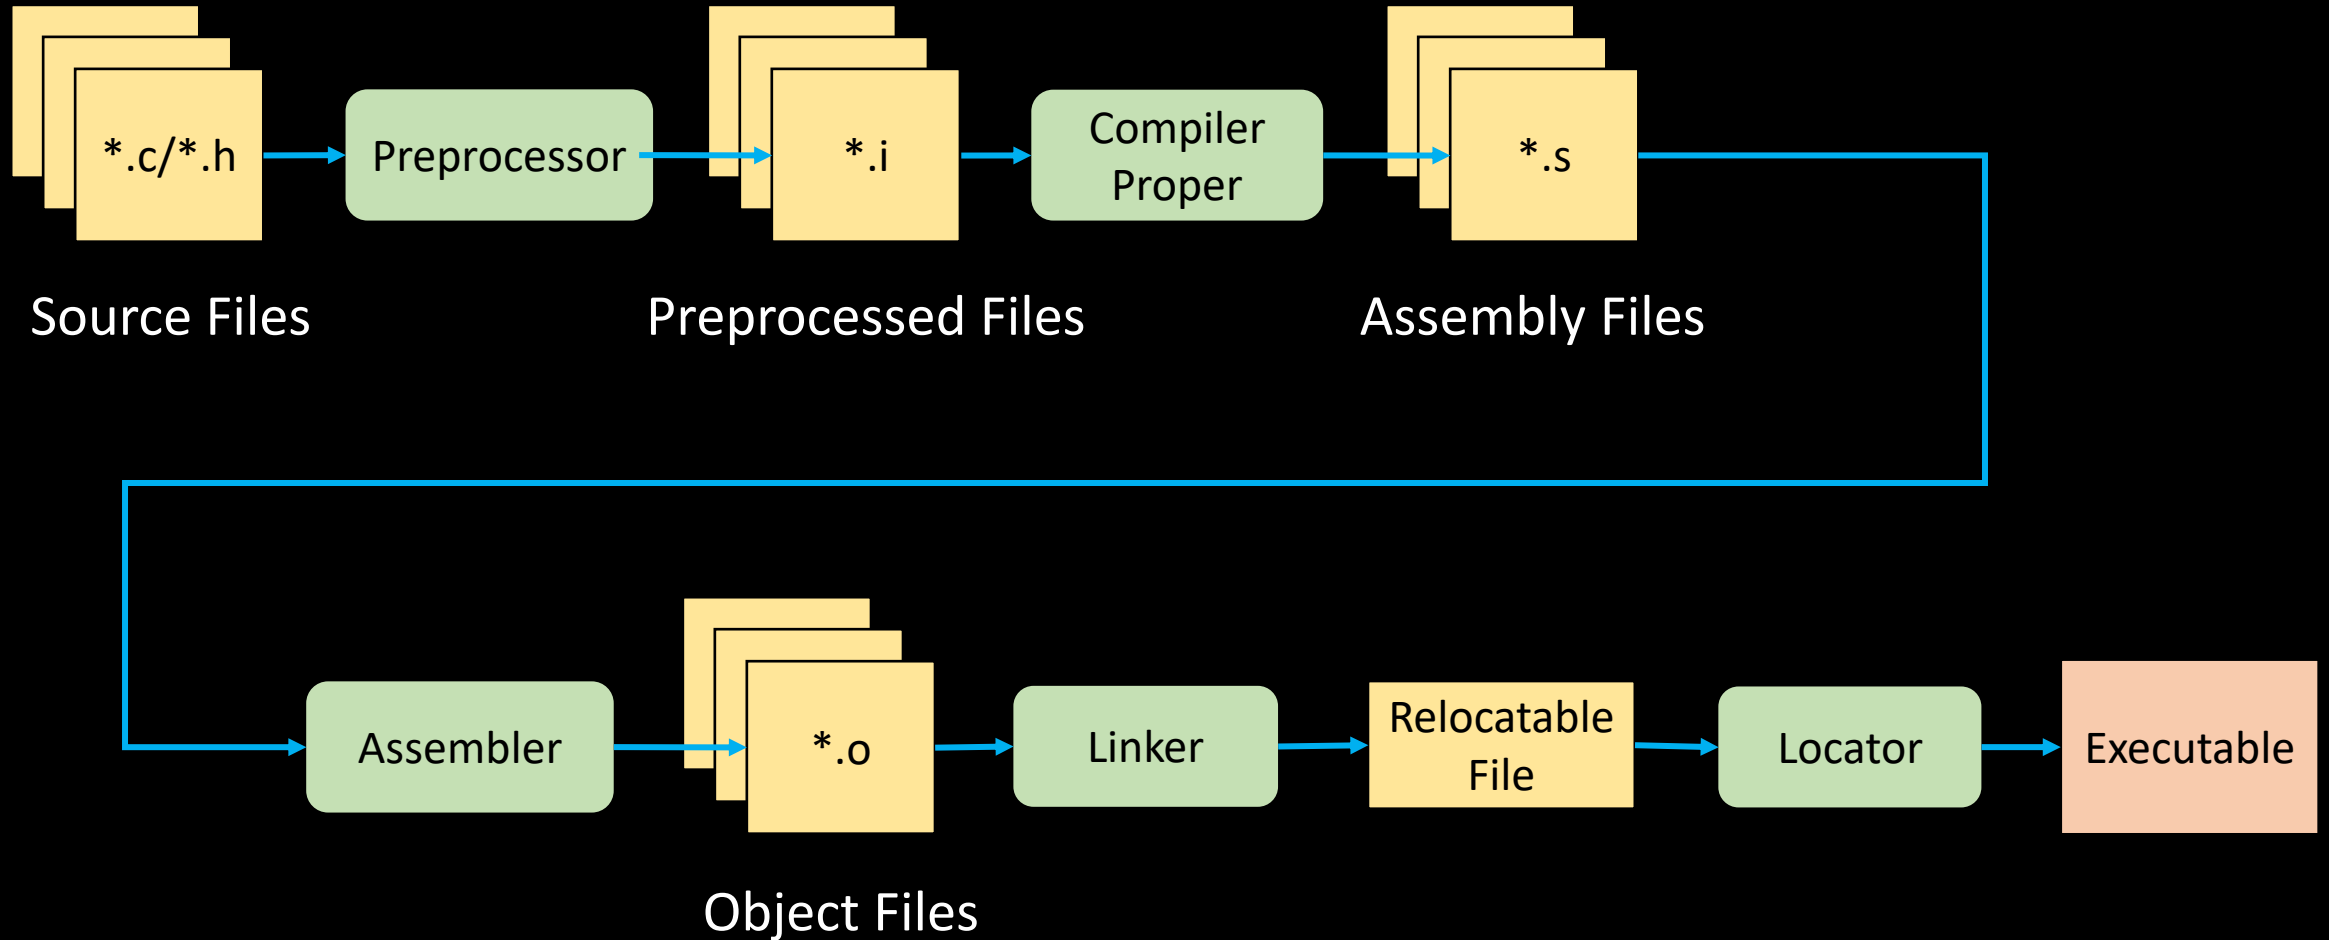 *.c/*.h
Preprocessor
*.i
Compiler
Proper
*.s
Source Files
Preprocessed Files
Assembly Files
Assembler
*.o
Linker
Relocatable
File
Locator
Executable
Object Files